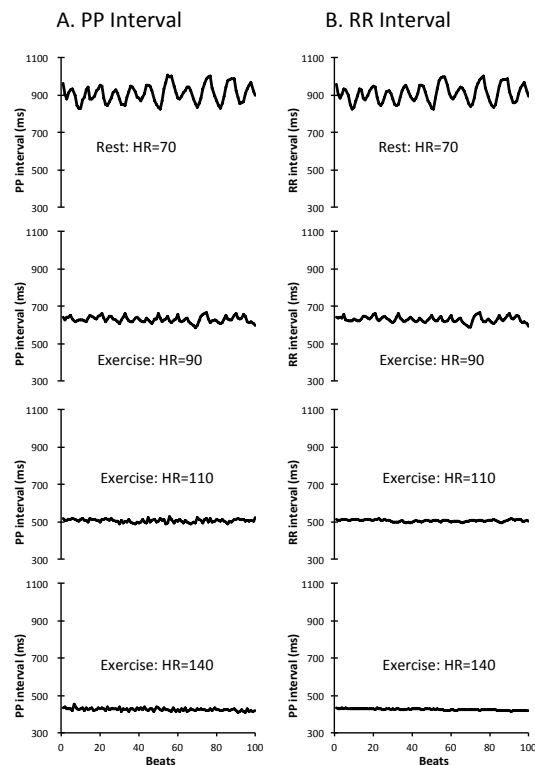 A. PP Interval
B. RR Interval
1100
900
700
500
300
PP interval (ms)
Rest: HR=70
1100
900
700
500
300
RR interval (ms)
Rest: HR=70
1100
900
700
500
300
PP interval (ms)
Exercise: HR=90
1100
900
700
500
300
RR interval (ms)
Exercise: HR=90
1100
900
700
500
300
PP interval (ms)
Exercise: HR=110
1100
900
700
500
300
RR interval (ms)
Exercise: HR=110
1100
900
700
500
300
PP interval (ms)
Exercise: HR=140
0 20 40 60 80 100
Beats
1100
900
700
500
300
RR interval (ms)
Exercise: HR=140
0 20 40 60 80 100
Beats